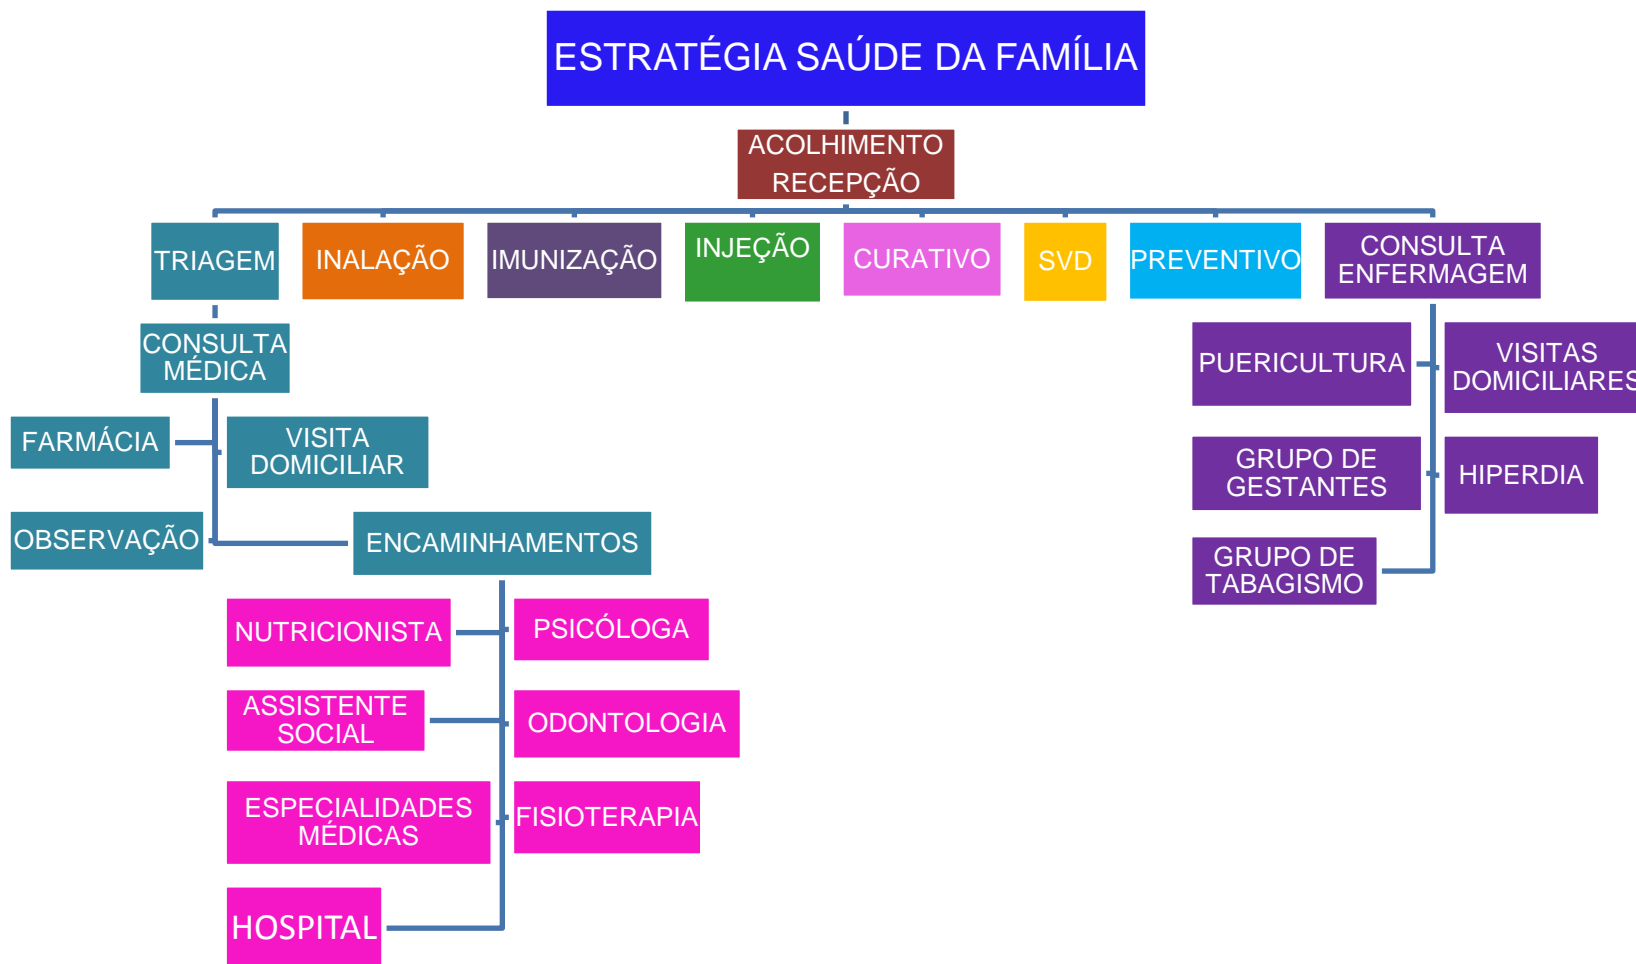 ESTRATÉGIA SAÚDE DA FAMÍLIA
ACOLHIMENTO
RECEPÇÃO
TRIAGEM
INALAÇÃO
IMUNIZAÇÃO
INJEÇÃO
CURATIVO
SVD
PREVENTIVO
CONSULTA
ENFERMAGEM
CONSULTA
MÉDICA
FARMÁCIA
VISITA
DOMICILIAR
OBSERVAÇÃO
ENCAMINHAMENTOS
NUTRICIONISTA
PSICÓLOGA
ASSISTENTE
SOCIAL
ODONTOLOGIA
ESPECIALIDADES
MÉDICAS
FISIOTERAPIA
HOSPITAL
PUERICULTURA
VISITAS
DOMICILIARES
GRUPO DE
GESTANTES
HIPERDIA
GRUPO DE
TABAGISMO